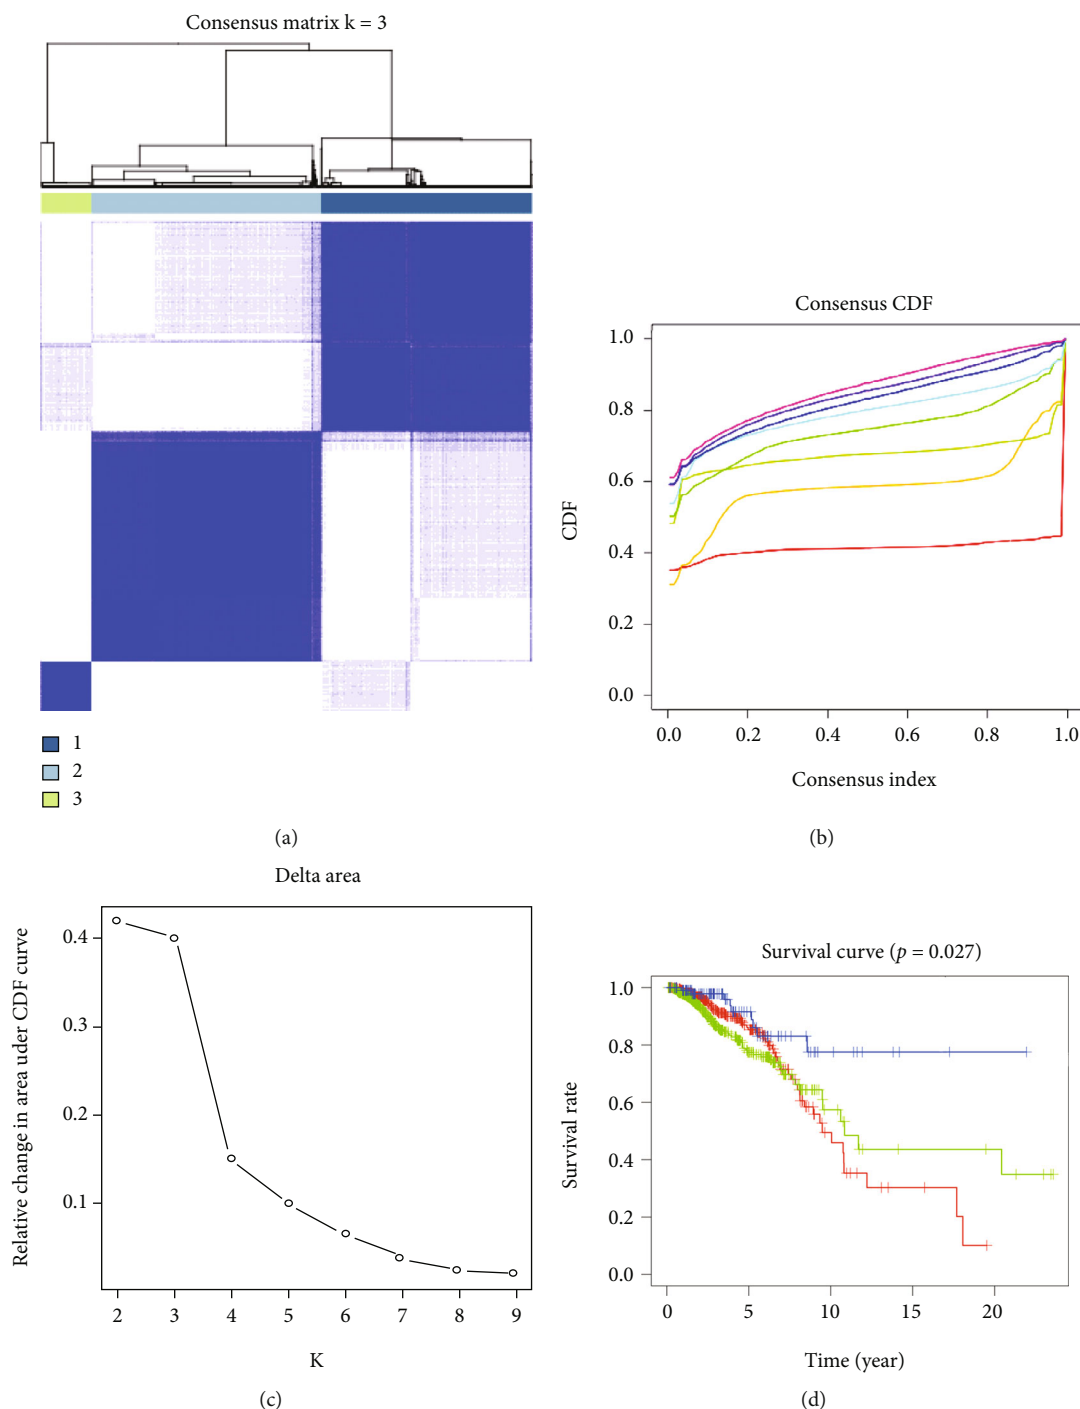 Consensus matrix k = 3
1
2
3
(a)
Consensus CDF
CDF
1.0
0.8
0.6
0.4
0.2
0.0
0.0 0.2 0.4 0.6 0.8 1.0
Consensus index
(b)
Delta area
Relative change in area uder CDF curve
0.4
0.3
0.2
0.1
2 3 4 5 6 7 8 9
K
(c)
Survival curve (p = 0.027)
Survival rate
1.0
0.8
0.6
0.4
0.2
0.0
0 5 10 15 20
Time (year)
(d)